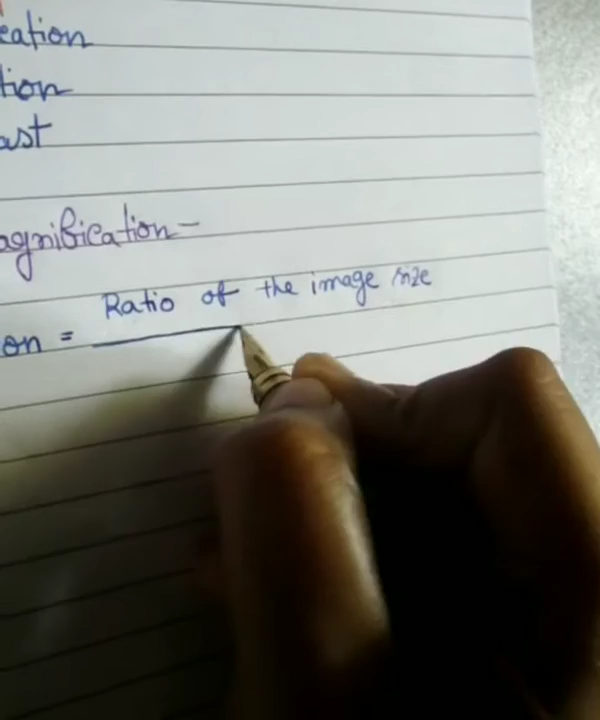 eation
tion
ast
agnification -
Ratio of the image size
on =